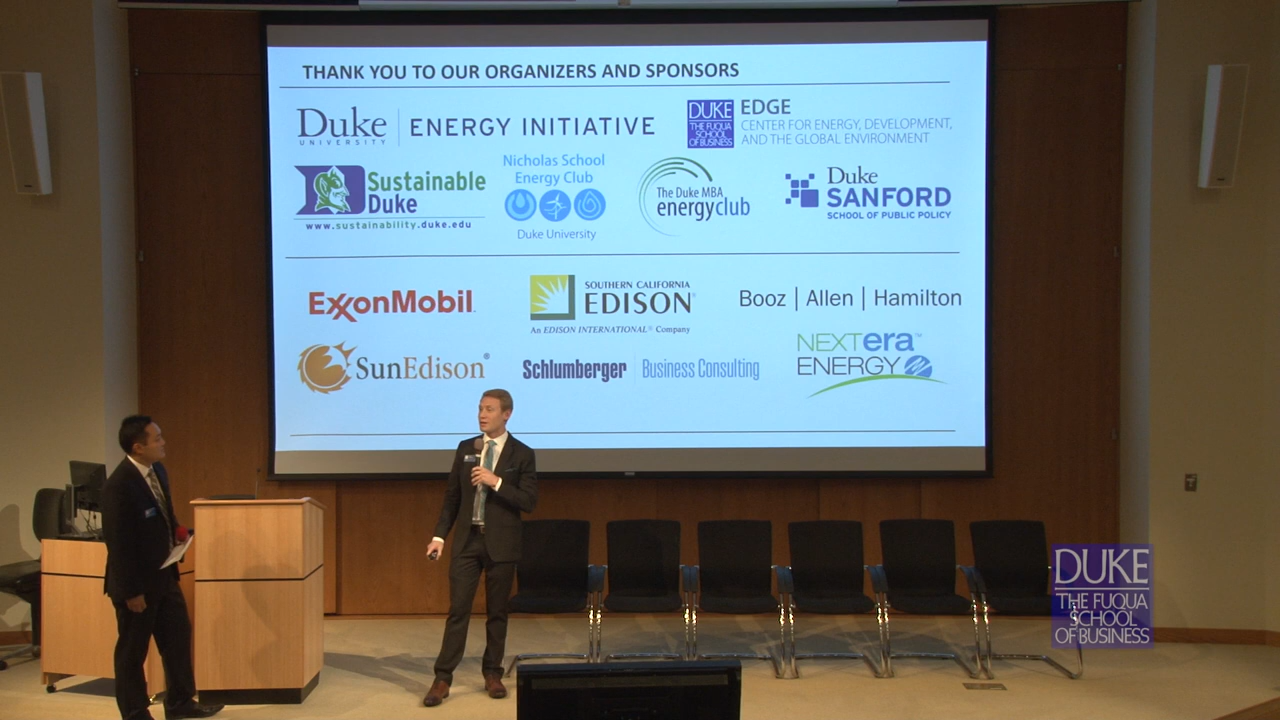 THANK YOU TO OUR ORGANIZERS AND SPONSORS
Duke
UNIVERSITY
ENERGY INITIATIVE
DUKE
THE FUQUA
SCHOOL
OF BUSINESS
EDGE
CENTER FOR ENERGY, DEVELOPMENT,
AND THE GLOBAL ENVIRONMENT
Sustainable
Duke
www.sustainability.duke.edu
Nicholas School
Energy Club
Duke University
The Duke MBA
energyclub
Duke
SANFORD
SCHOOL OF PUBLIC POLICY
ExxonMobil
SOUTHERN CALIFORNIA
EDISON®
An EDISON INTERNATIONAL® Company
Booz | Allen | Hamilton
SunEdison®
Schlumberger | Business Consulting
NEXTera™
ENERGY
DUKE
THE FUQUA
SCHOOL
OF BUSINESS